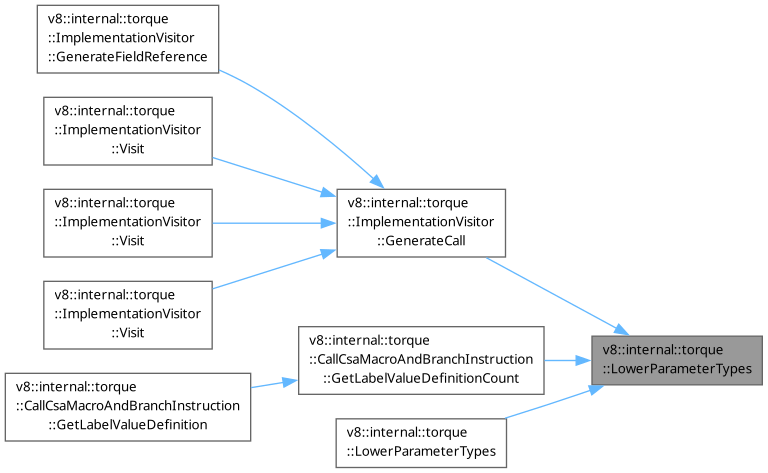 v8::internal::torque
::ImplementationVisitor
::GenerateFieldReference
v8::internal::torque
::ImplementationVisitor
::Visit
v8::internal::torque
::ImplementationVisitor
::Visit
v8::internal::torque
::ImplementationVisitor
::Visit
v8::internal::torque
::ImplementationVisitor
::GenerateCall
v8::internal::torque
::CallCsaMacroAndBranchInstruction
::GetLabelValueDefinitionCount
v8::internal::torque
::CallCsaMacroAndBranchInstruction
::GetLabelValueDefinition
v8::internal::torque
::LowerParameterTypes
v8::internal::torque
::LowerParameterTypes